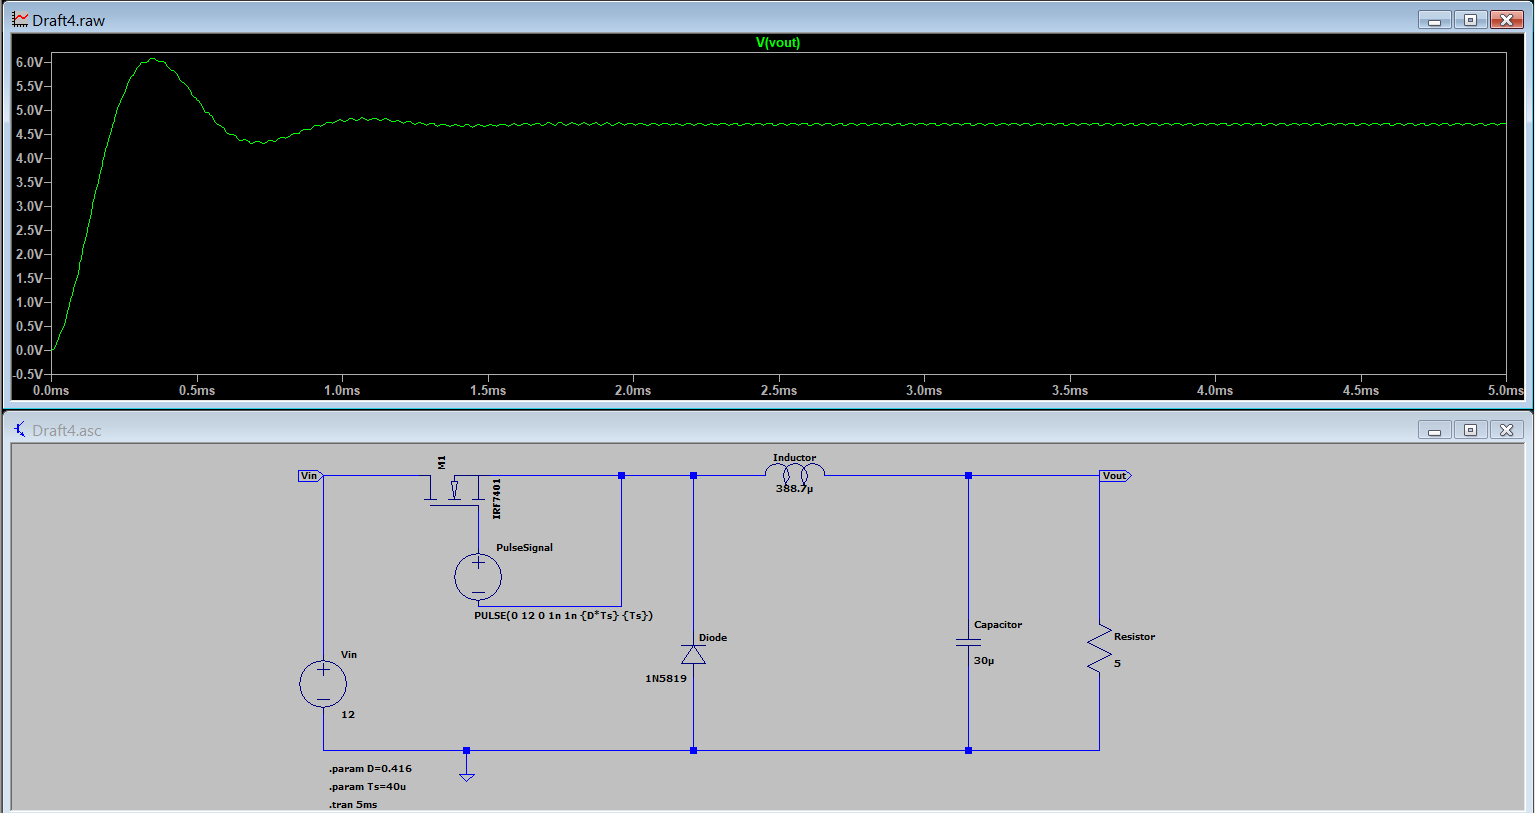 Draft4.raw
V(vout)
6.0V
5.5V
5.0V
4.5V
4.0V
3.5V
3.0V
2.5V
2.0V
1.5V
1.0V
0.5V
0.0V
-0.5V
0.0ms 0.5ms 1.0ms 1.5ms 2.0ms 2.5ms 3.0ms 3.5ms 4.0ms 4.5ms 5.0ms
Draft4.asc
M1
Inductor
Vin
Vout
388.7µ
IRF7401
PulseSignal
PULSE(0 12 0 1n 1n {D*Ts} {Ts})
Capacitor
Diode
Resistor
Vin
30µ
5
1N5819
12
.param D=0.416
.param Ts=40u
.tran 5ms